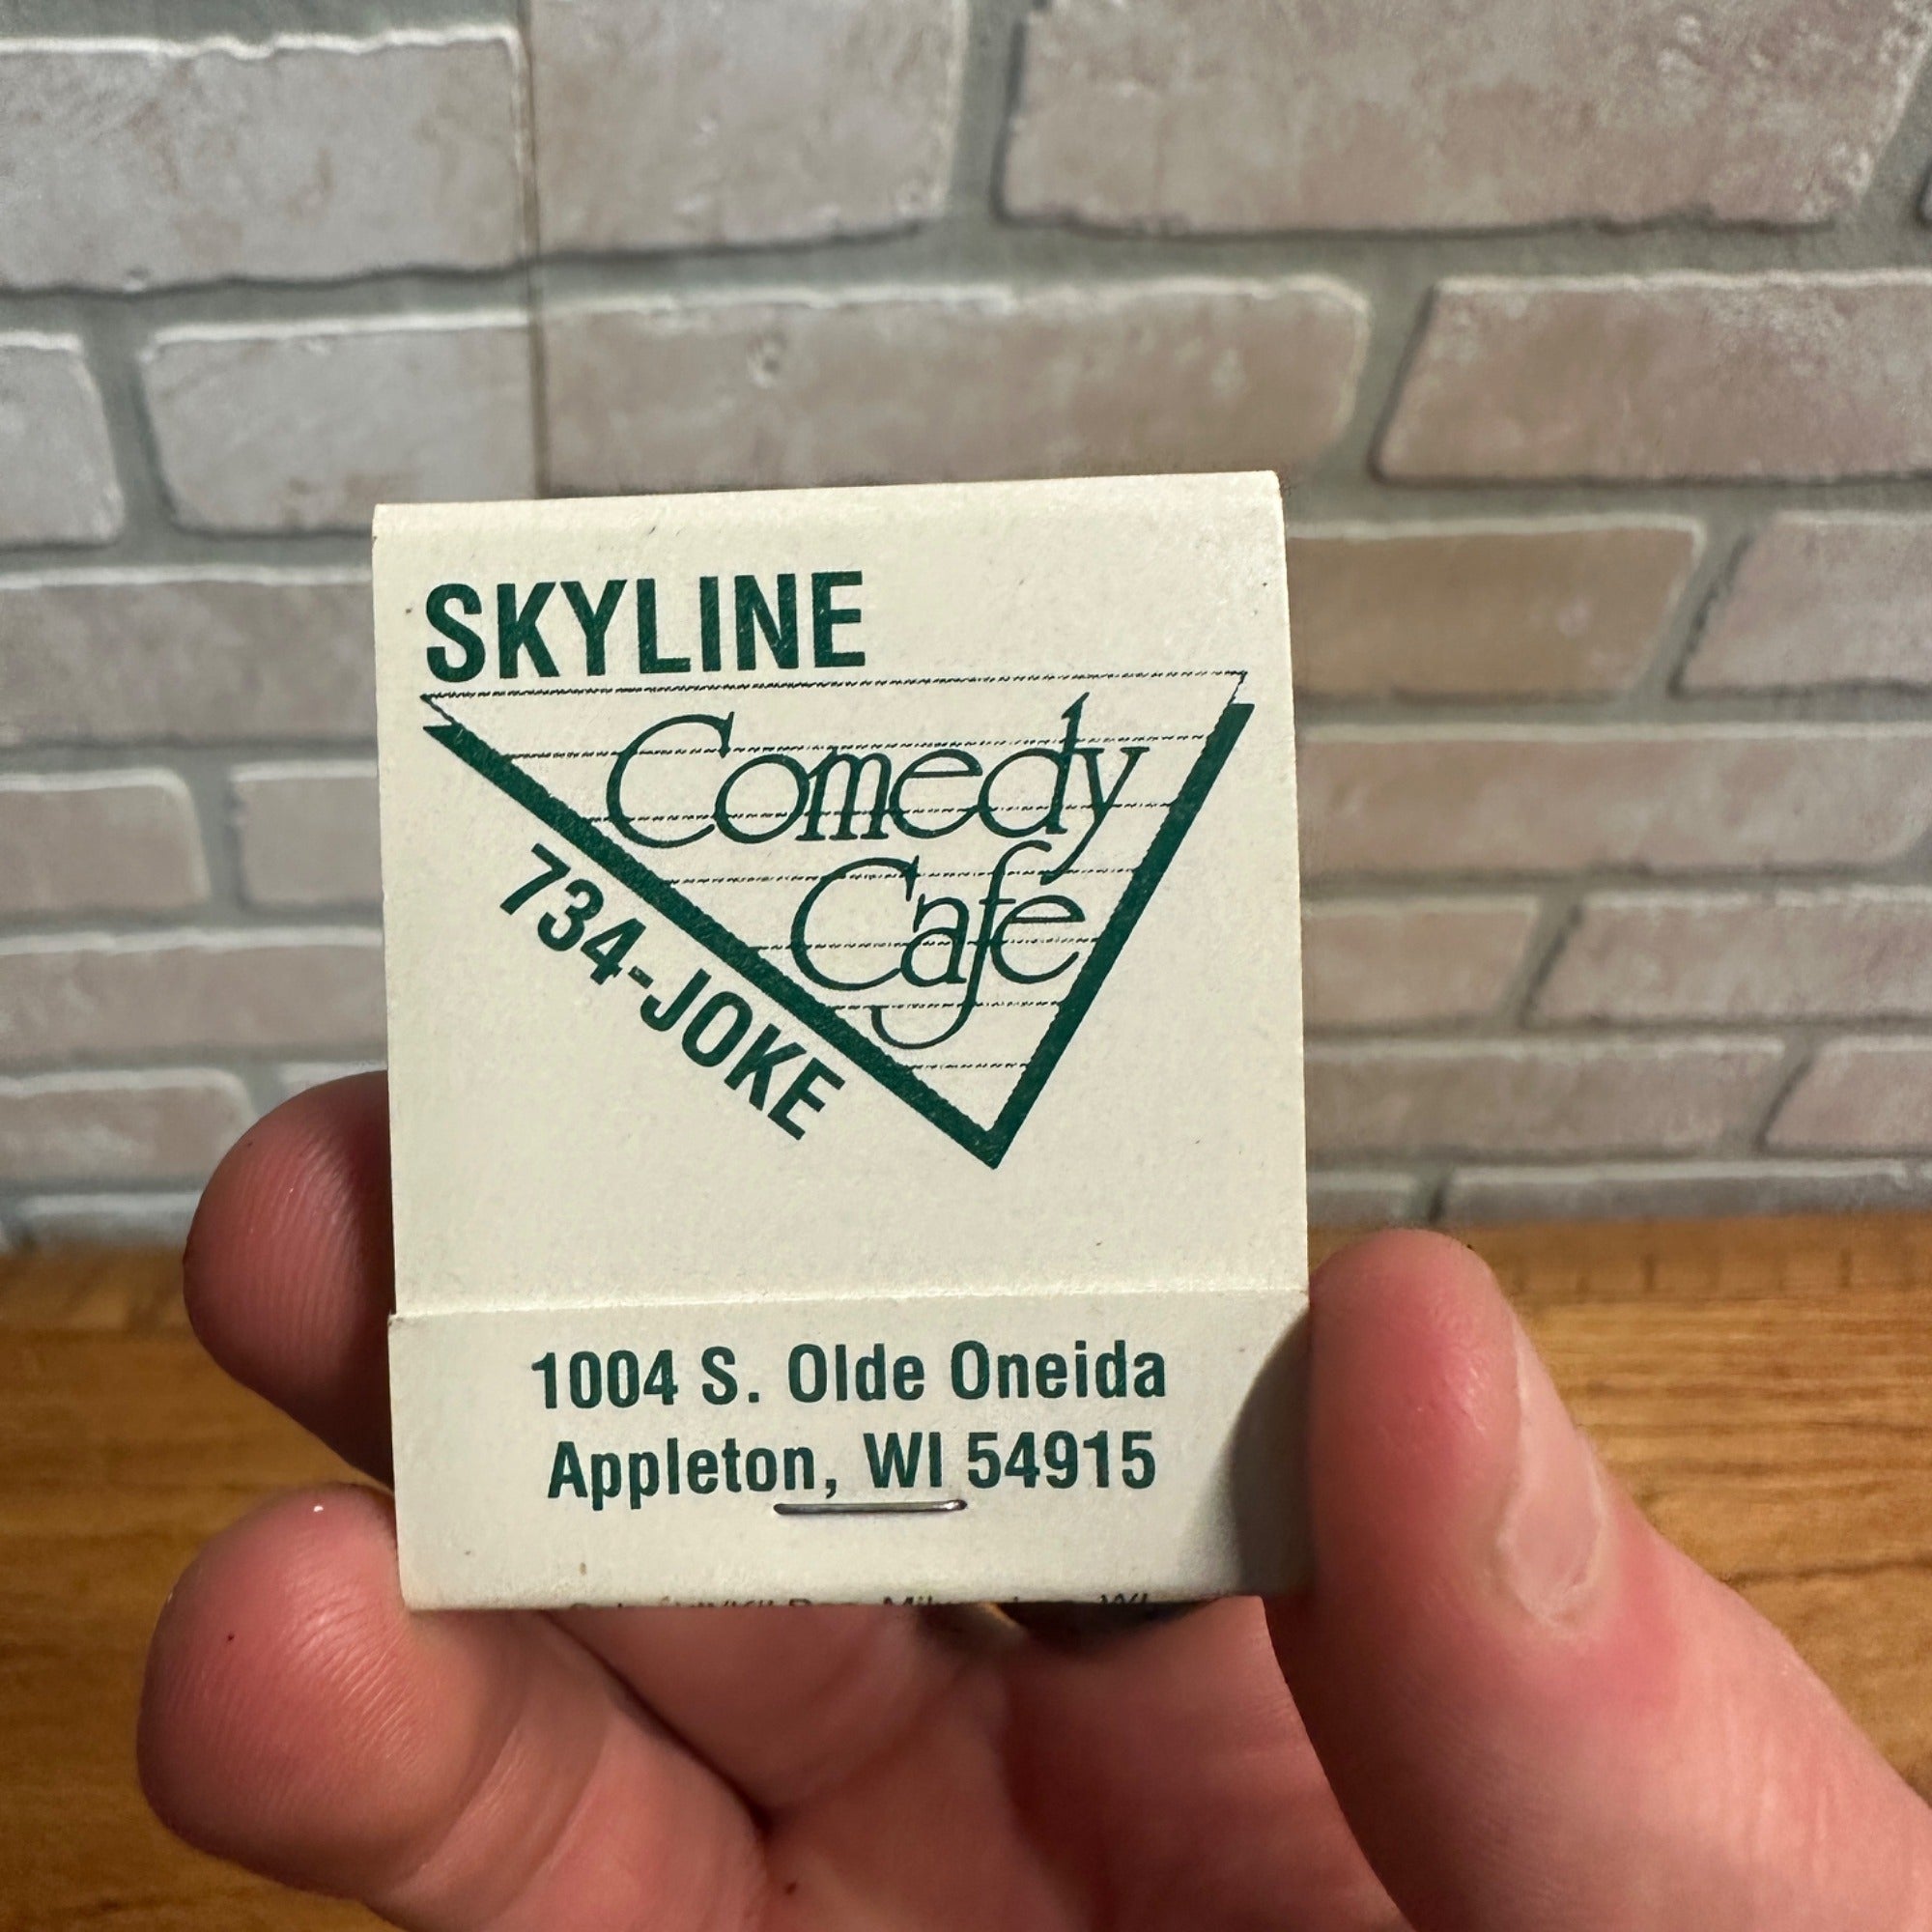 SKYLINE
Comedy
Cafe
734-JOKE
1004 S. Olde Oneida
Appleton, WI 54915